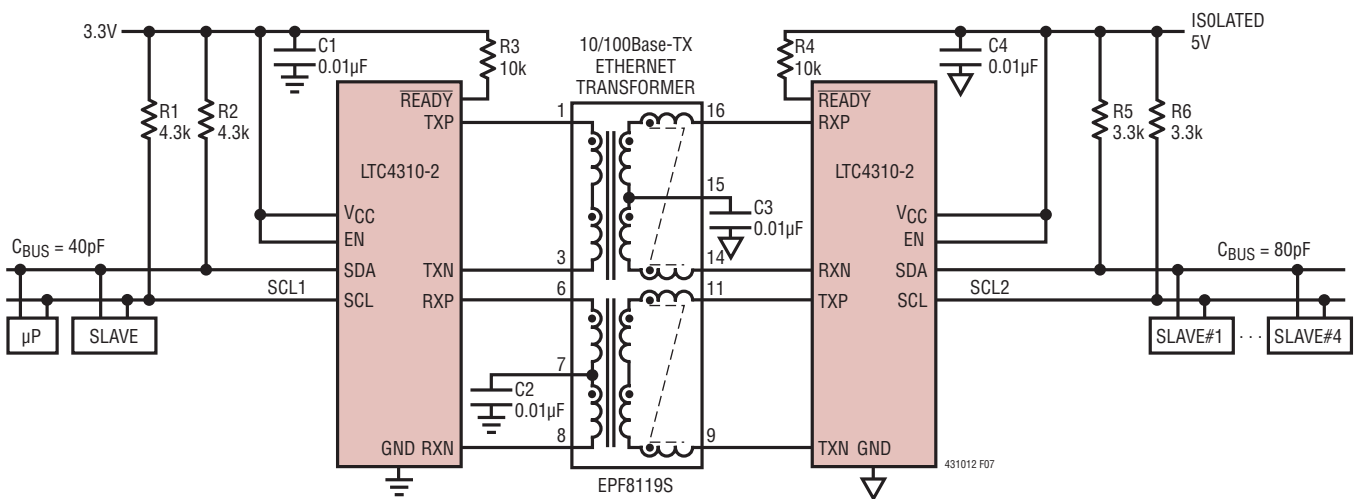 3.3V
C1
0.01µF
R3
10k
R1
4.3k
R2
4.3k
READY
TXP
LTC4310-2
VCC
EN
SDA
SCL
TXN
RXP
GND RXN
CBUS = 40pF
SCL1
µP
SLAVE
10/100Base-TX
ETHERNET
TRANSFORMER
1
3
6
7
8
C2
0.01µF
16
15
14
11
9
C3
0.01µF
EPF8119S
R4
10k
C4
0.01µF
ISOLATED
5V
READY
RXP
LTC4310-2
VCC
EN
SDA
SCL
RXN
TXP
TXN GND
R5
3.3k
R6
3.3k
CBUS = 80pF
SCL2
SLAVE#1 · · · SLAVE#4
431012 F07